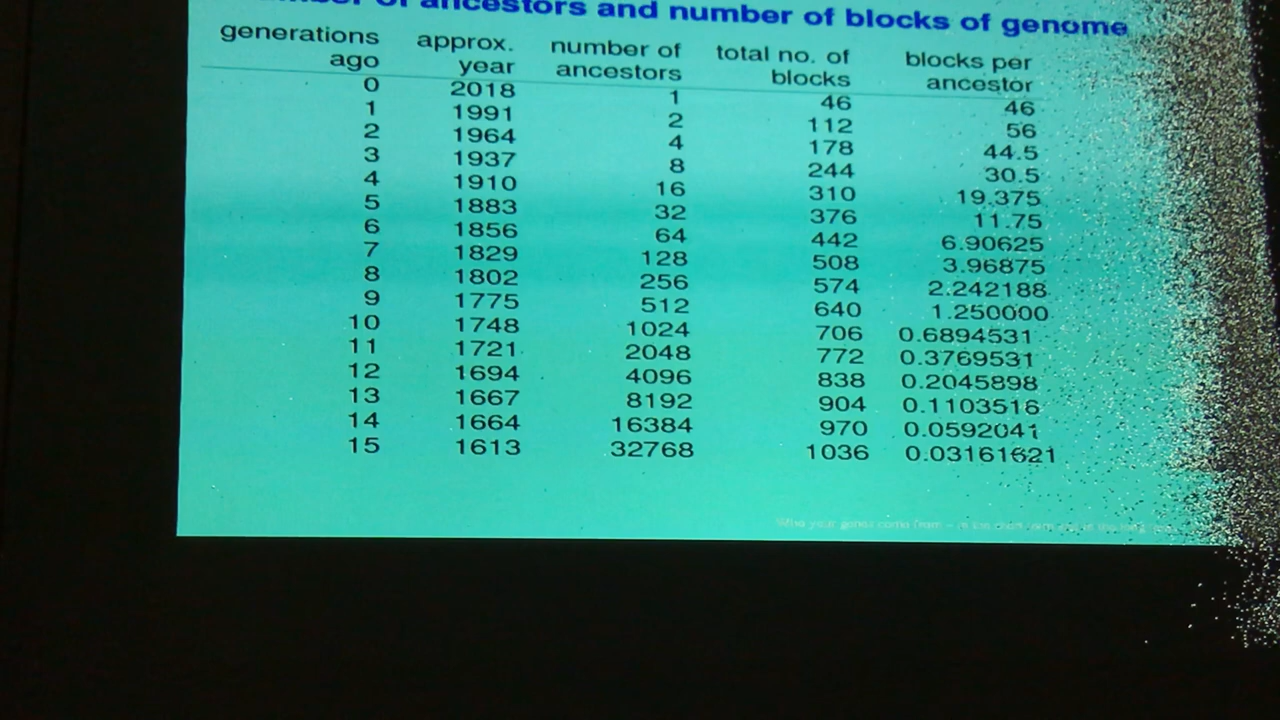 of ancestors and number of blocks of genome
generations ago approx. year number of ancestors total no. of blocks blocks per ancestor
0 2018 1 46 46
1 1991 2 112 56
2 1964 4 178 44.5
3 1937 8 244 30.5
4 1910 16 310 19.375
5 1883 32 376 11.75
6 1856 64 442 6.90625
7 1829 128 508 3.96875
8 1802 256 574 2.242188
9 1775 512 640 1.250000
10 1748 1024 706 0.6894531
11 1721 2048 772 0.3769531
12 1694 4096 838 0.2045898
13 1667 8192 904 0.1103516
14 1664 16384 970 0.0592041
15 1613 32768 1036 0.03161621
Who your genes come from –